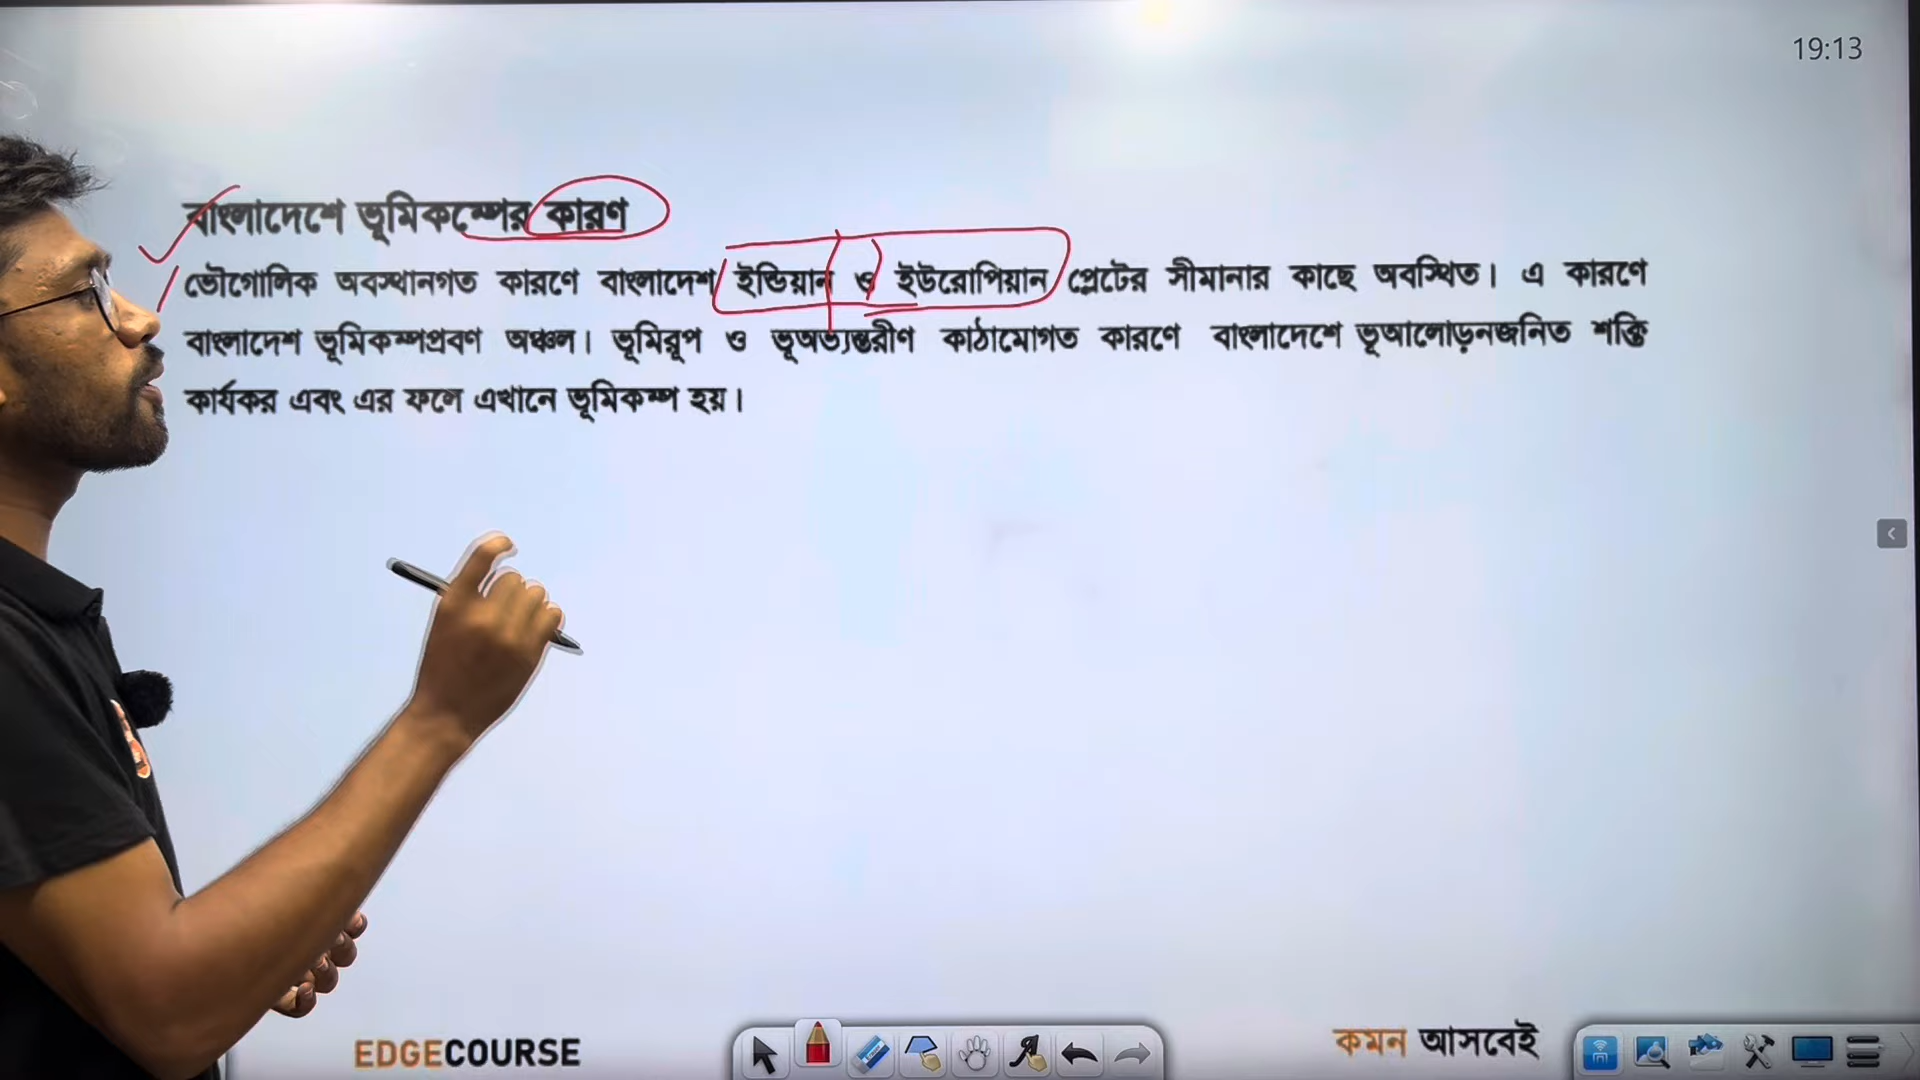 19:13
বাংলাদেশে ভূমিকম্পের কারণ
ভৌগোলিক অবস্থানগত কারণে বাংলাদেশ ইন্ডিয়ান ও ইউরোপিয়ান প্লেটের সীমানার কাছে অবস্থিত। এ কারণে
বাংলাদেশ ভূমিকম্পপ্রবণ অঞ্চল। ভূমিরূপ ও ভূঅভ্যন্তরীণ কাঠামোগত কারণে বাংলাদেশে ভূআলোড়নজনিত শক্তি
কার্যকর এবং এর ফলে এখানে ভূমিকম্প হয়।
EDGECOURSE
কমন আসবেই